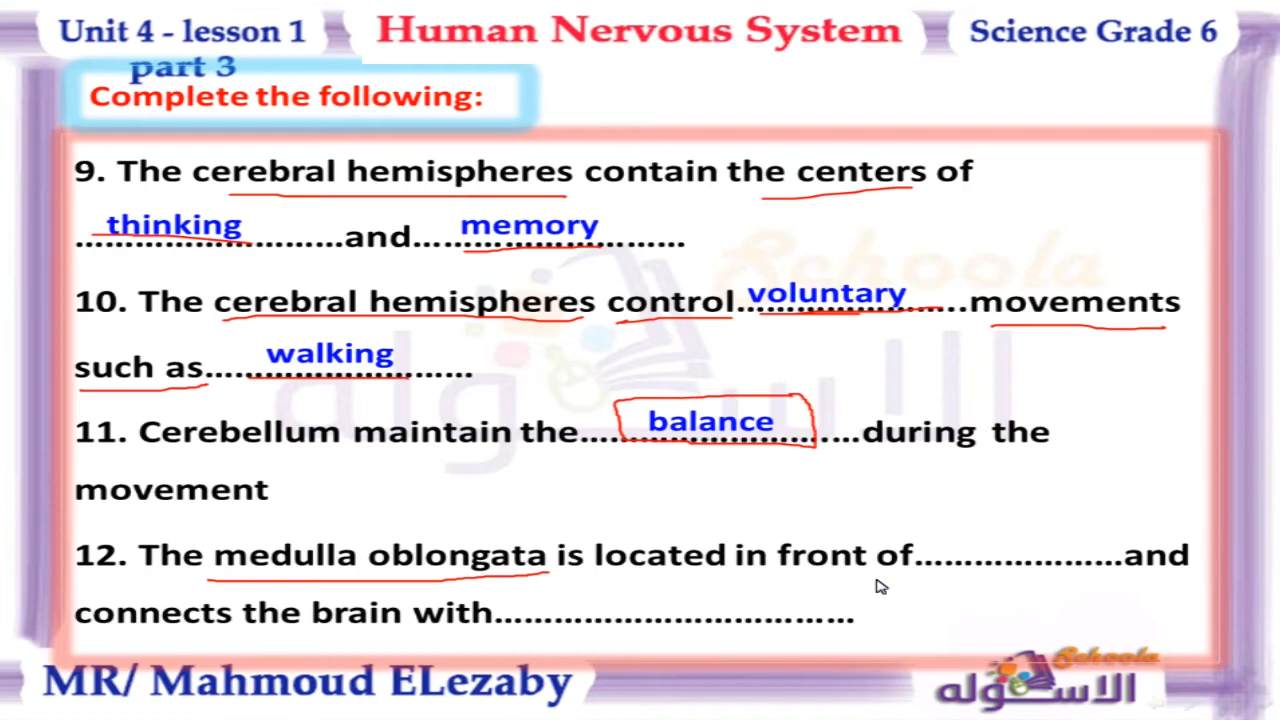 Unit 4 - lesson 1
part 3
Human Nervous System
Science Grade 6
Complete the following:
9. The cerebral hemispheres contain the centers of
thinking and memory
10. The cerebral hemispheres control voluntary movements
such as walking
11. Cerebellum maintain the balance during the
movement
12. The medulla oblongata is located in front of.....................and
connects the brain with....................................
MR/ Mahmoud ELezaby
Schoola
الاسوله
Schoola
الاسوله